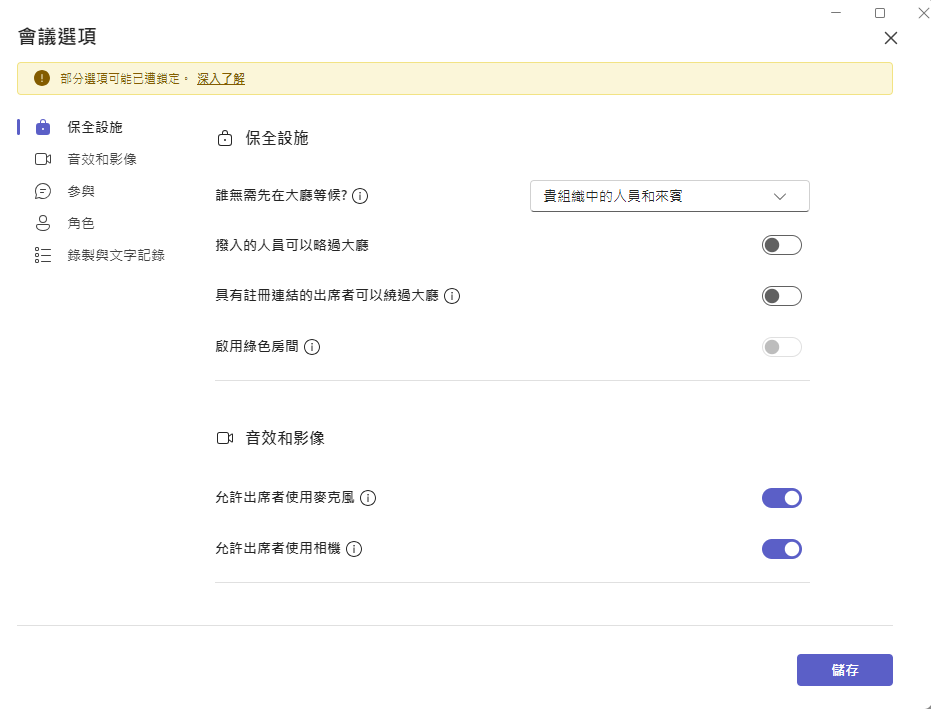 會議選項
部分選項可能已遭鎖定。 深入了解
保全設施
音效和影像
參與
角色
錄製與文字記錄
保全設施
誰無需先在大廳等候?
貴組織中的人員和來賓
撥入的人員可以略過大廳
具有註冊連結的出席者可以繞過大廳
啟用綠色房間
音效和影像
允許出席者使用麥克風
允許出席者使用相機
儲存